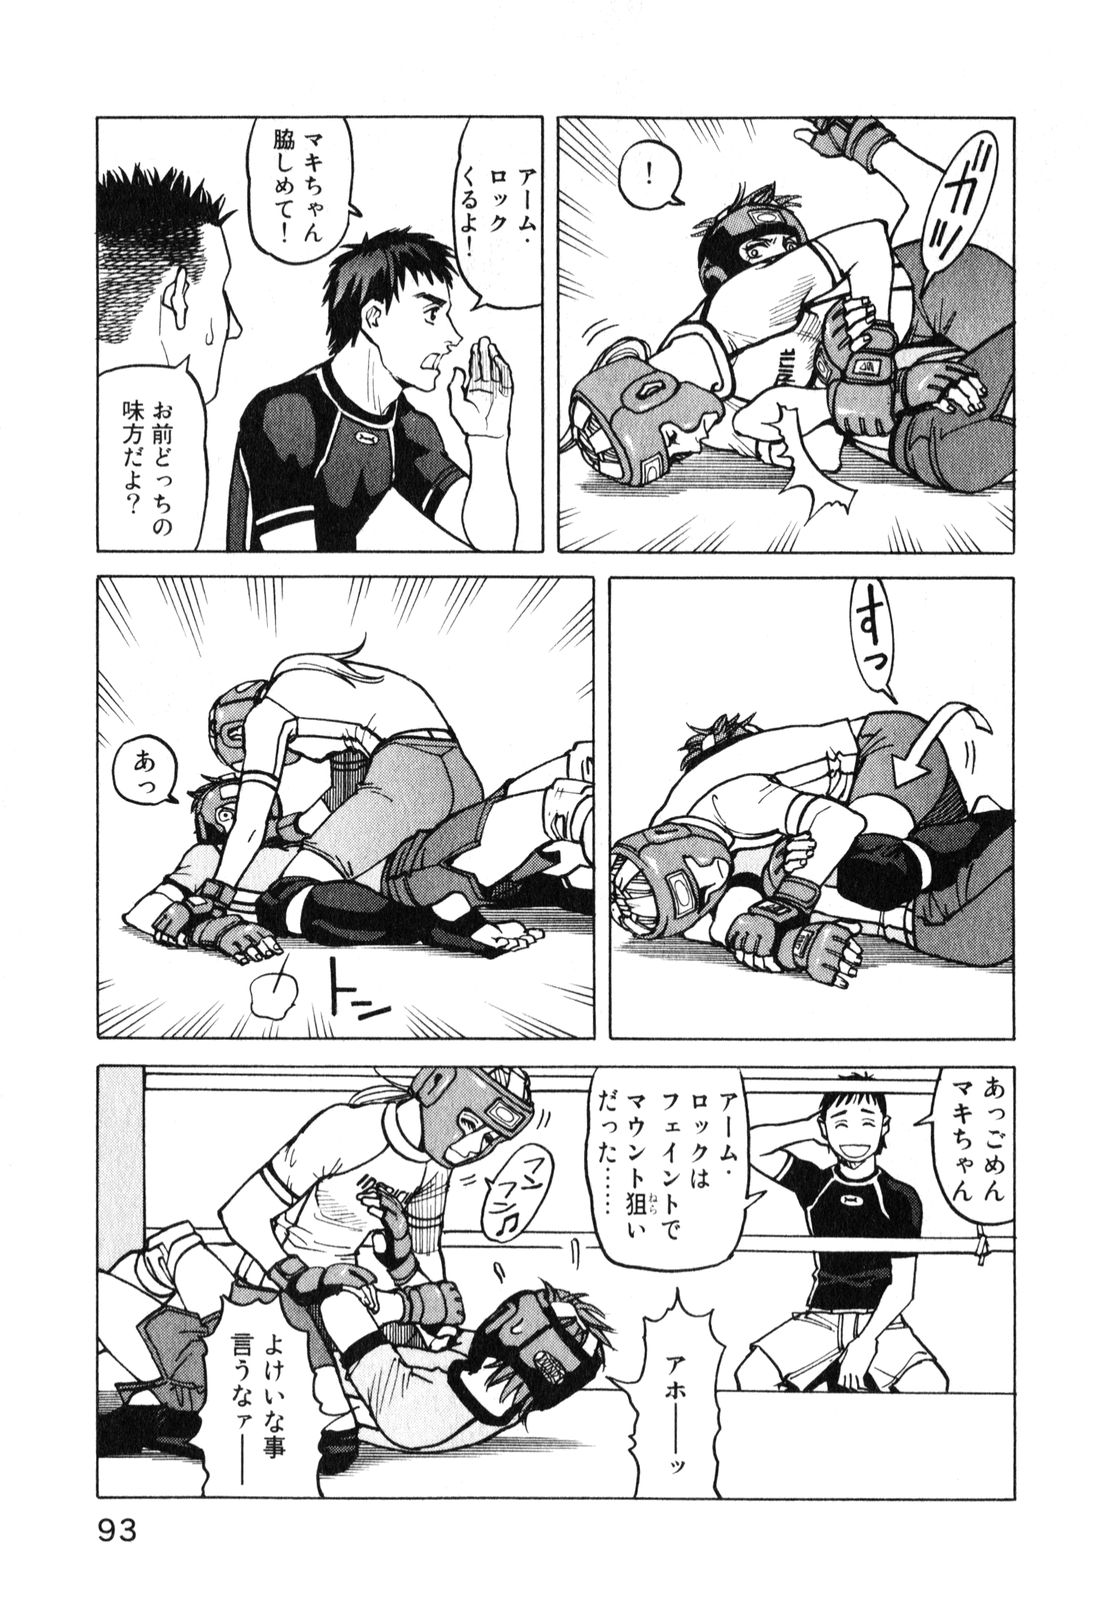 ！
ガシッ
アーム・
ロック
くるよ！
マキちゃん
脇しめて！
お前どっちの
味方だよ？
すっ
あっ
トン
あっごめん
マキちゃん
アーム・
ロックは
フェイントで
マウント狙い
だった……
ねら
フン
フン♪
アホ――ッ
よけいな事
言うなァ――
93